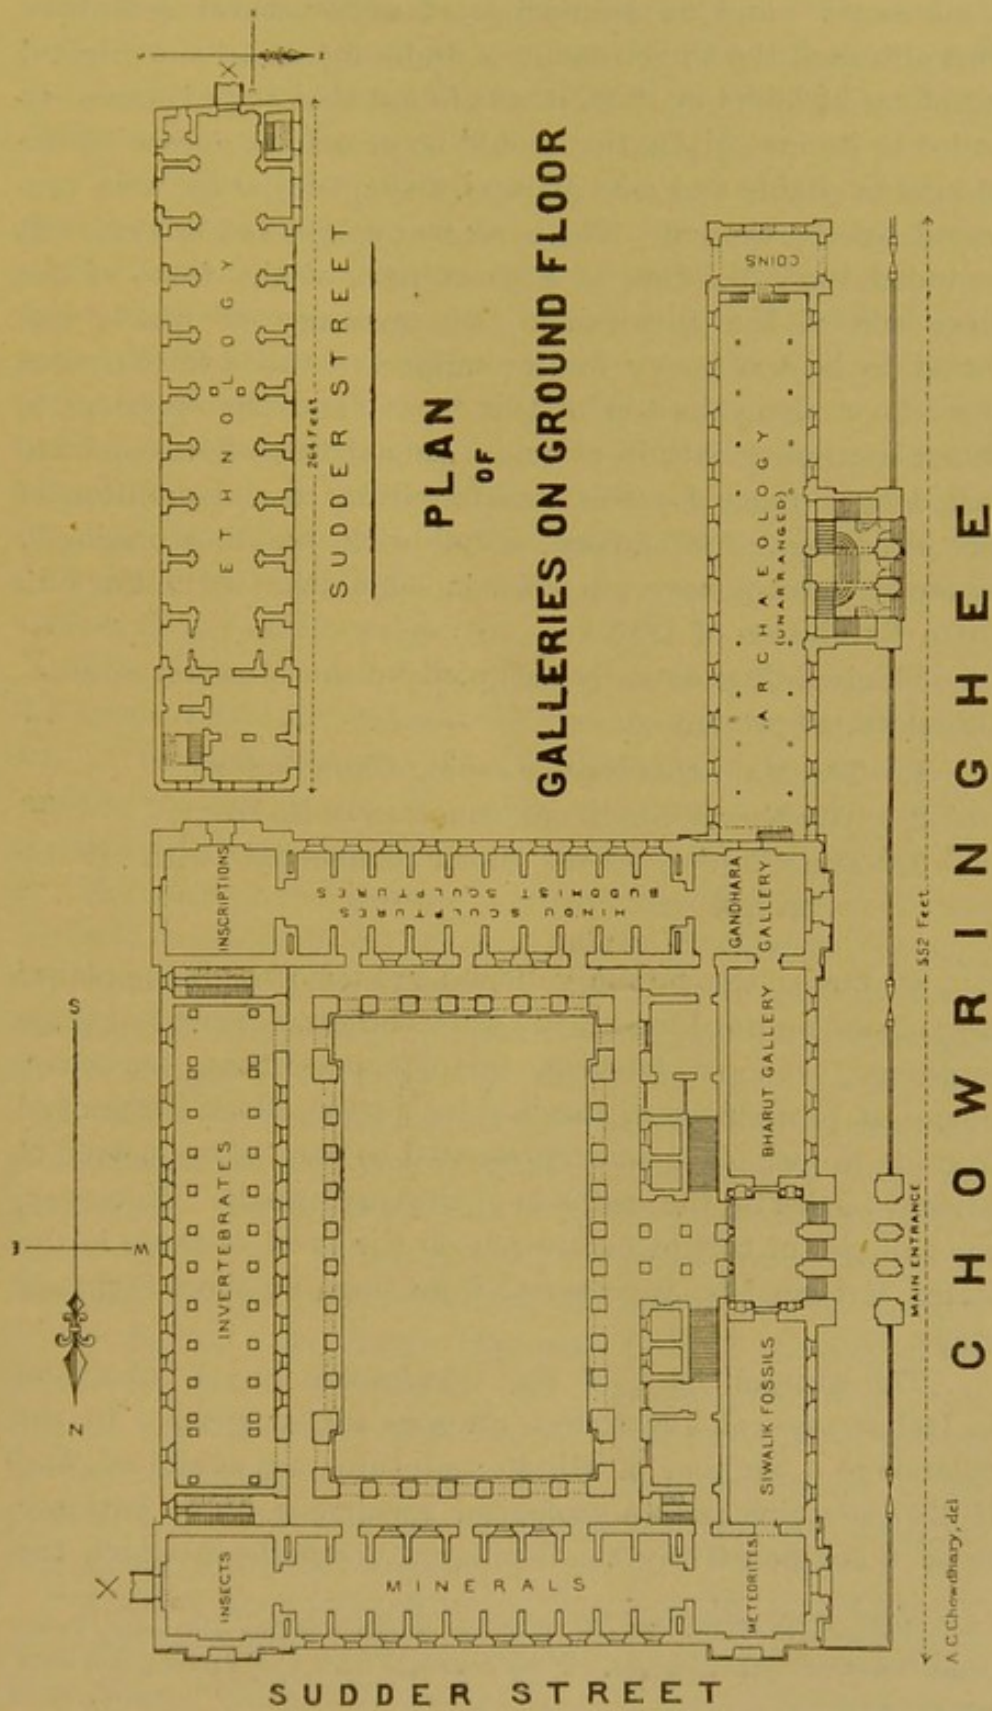 PLAN
OF
GALLERIES ON GROUND FLOOR
SUDDER STREET
264 Feet
ETHNOLOGY
X
COINS
ARCHAEOLOGY
(UNARRANGED)
INSCRIPTIONS
BUDDHIST SCULPTURES
HINDU SCULPTURES
GANDHARA
GALLERY
BHARUT GALLERY
INVERTEBRATES
S
W
N
MAIN ENTRANCE
SIWALIK FOSSILS
METEORITES
MINERALS
INSECTS
X
SUDDER STREET
552 Feet
CHOWRINGHEE
A C Chowdhary, del